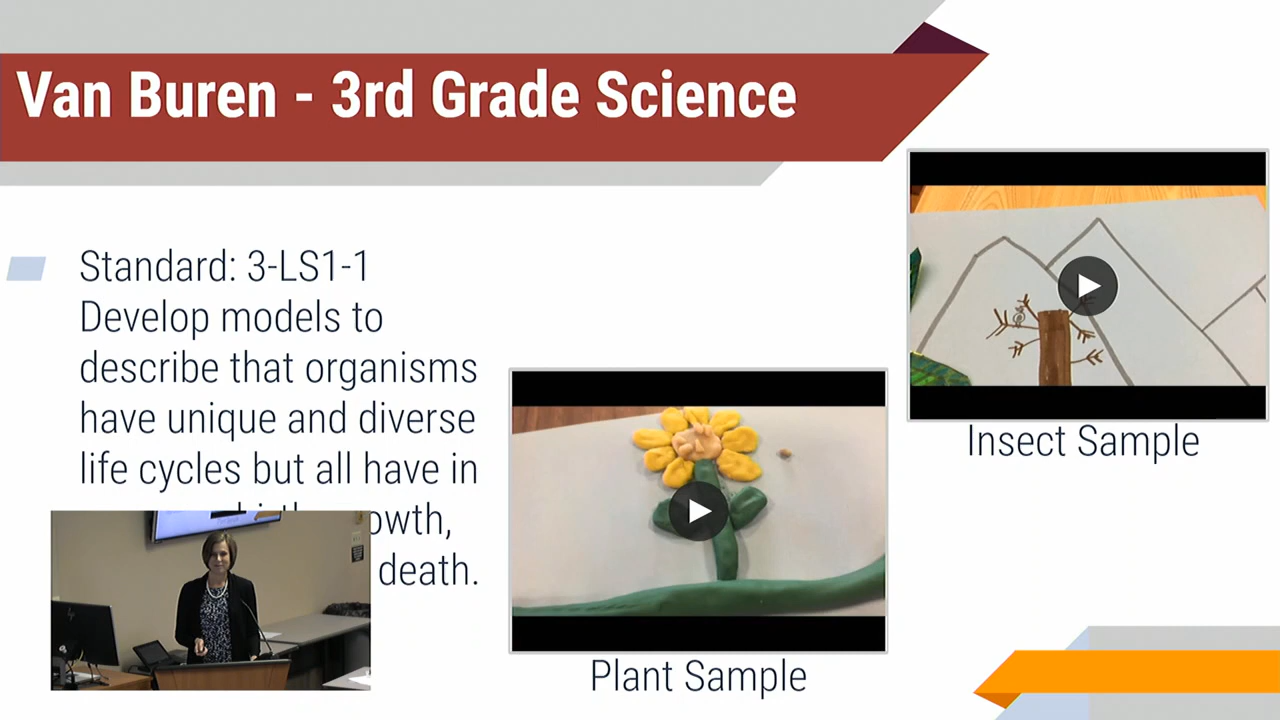 Van Buren - 3rd Grade Science
Standard: 3-LS1-1
Develop models to
describe that organisms
have unique and diverse
life cycles but all have in
death.
Insect Sample
Plant Sample